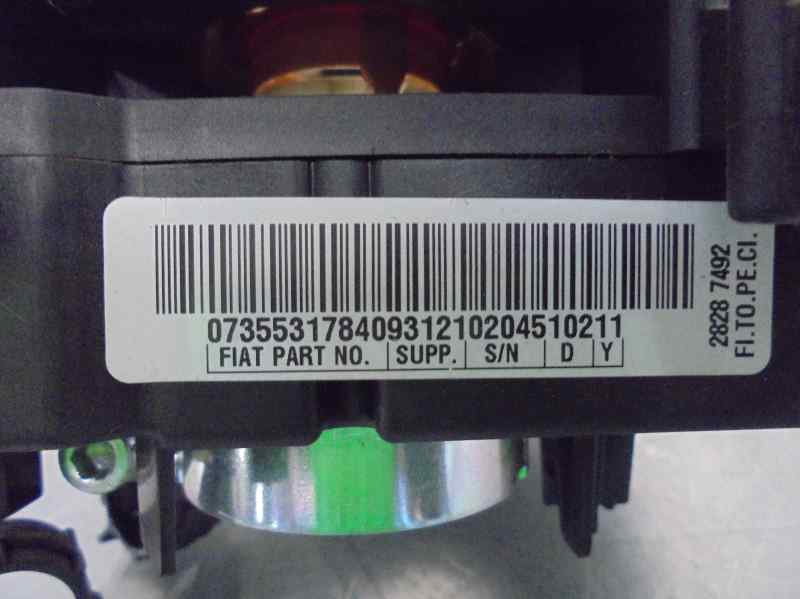 07355317840931210204510211
FIAT PART NO. SUPP. S/N D Y
2828 7492
FI.TO.PE.CI.